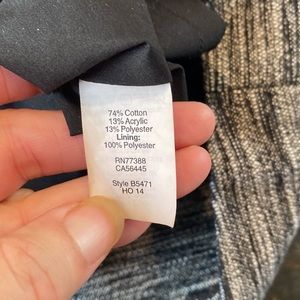 74% Cotton
13% Acrylic
13% Polyester
Lining:
100% Polyester
RN77388
CA56445
Style B5471
HO 14